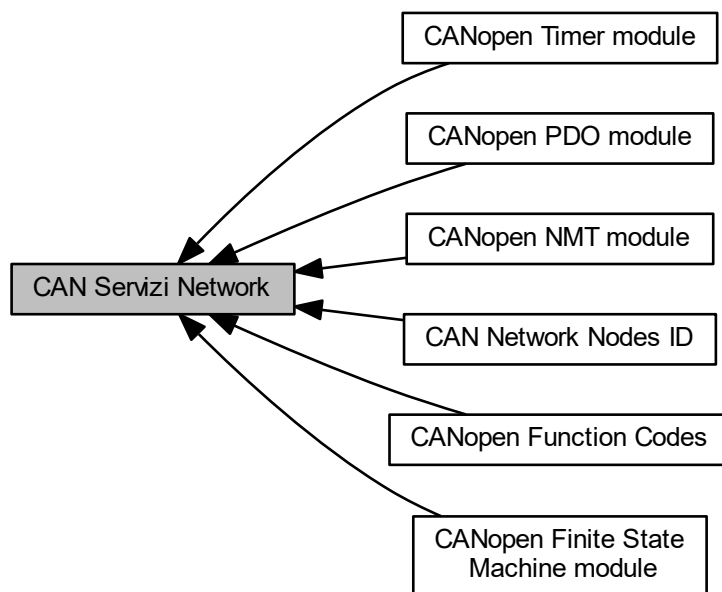 CANopen Timer module
CANopen PDO module
CANopen NMT module
CAN Servizi Network
CAN Network Nodes ID
CANopen Function Codes
CANopen Finite State
Machine module